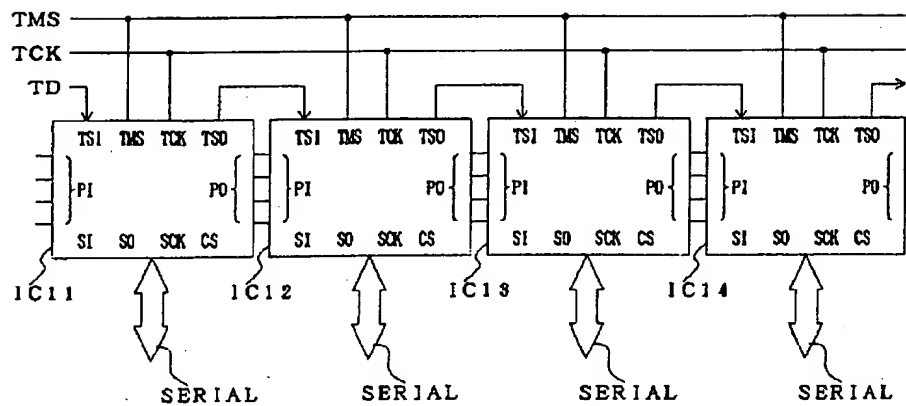 TMS
TCK
TD
TSI TMS TCK TSO TSI TMS TCK TSO TSI TMS TCK TSO TSI TMS TCK TSO
PI PO PI PO PI PO PI PO
SI SO SCK CS SI SO SCK CS SI SO SCK CS SI SO SCK CS
IC11 IC12 IC13 IC14
SERIAL SERIAL SERIAL SERIAL